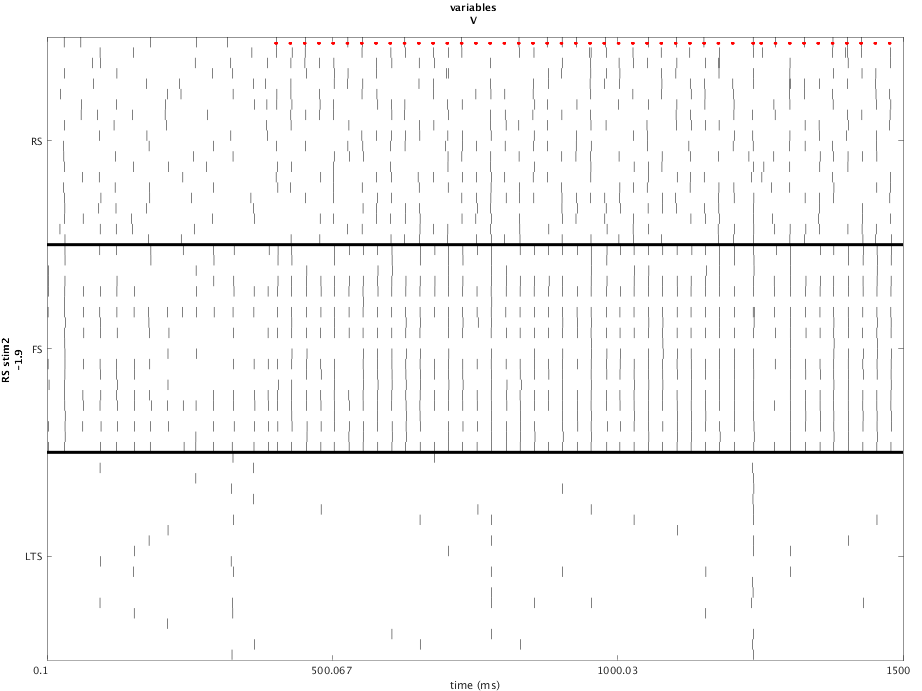 variables
V
RS
FS
LTS
RS stim2
-1.9
0.1
500.067
1000.03
1500
time (ms)